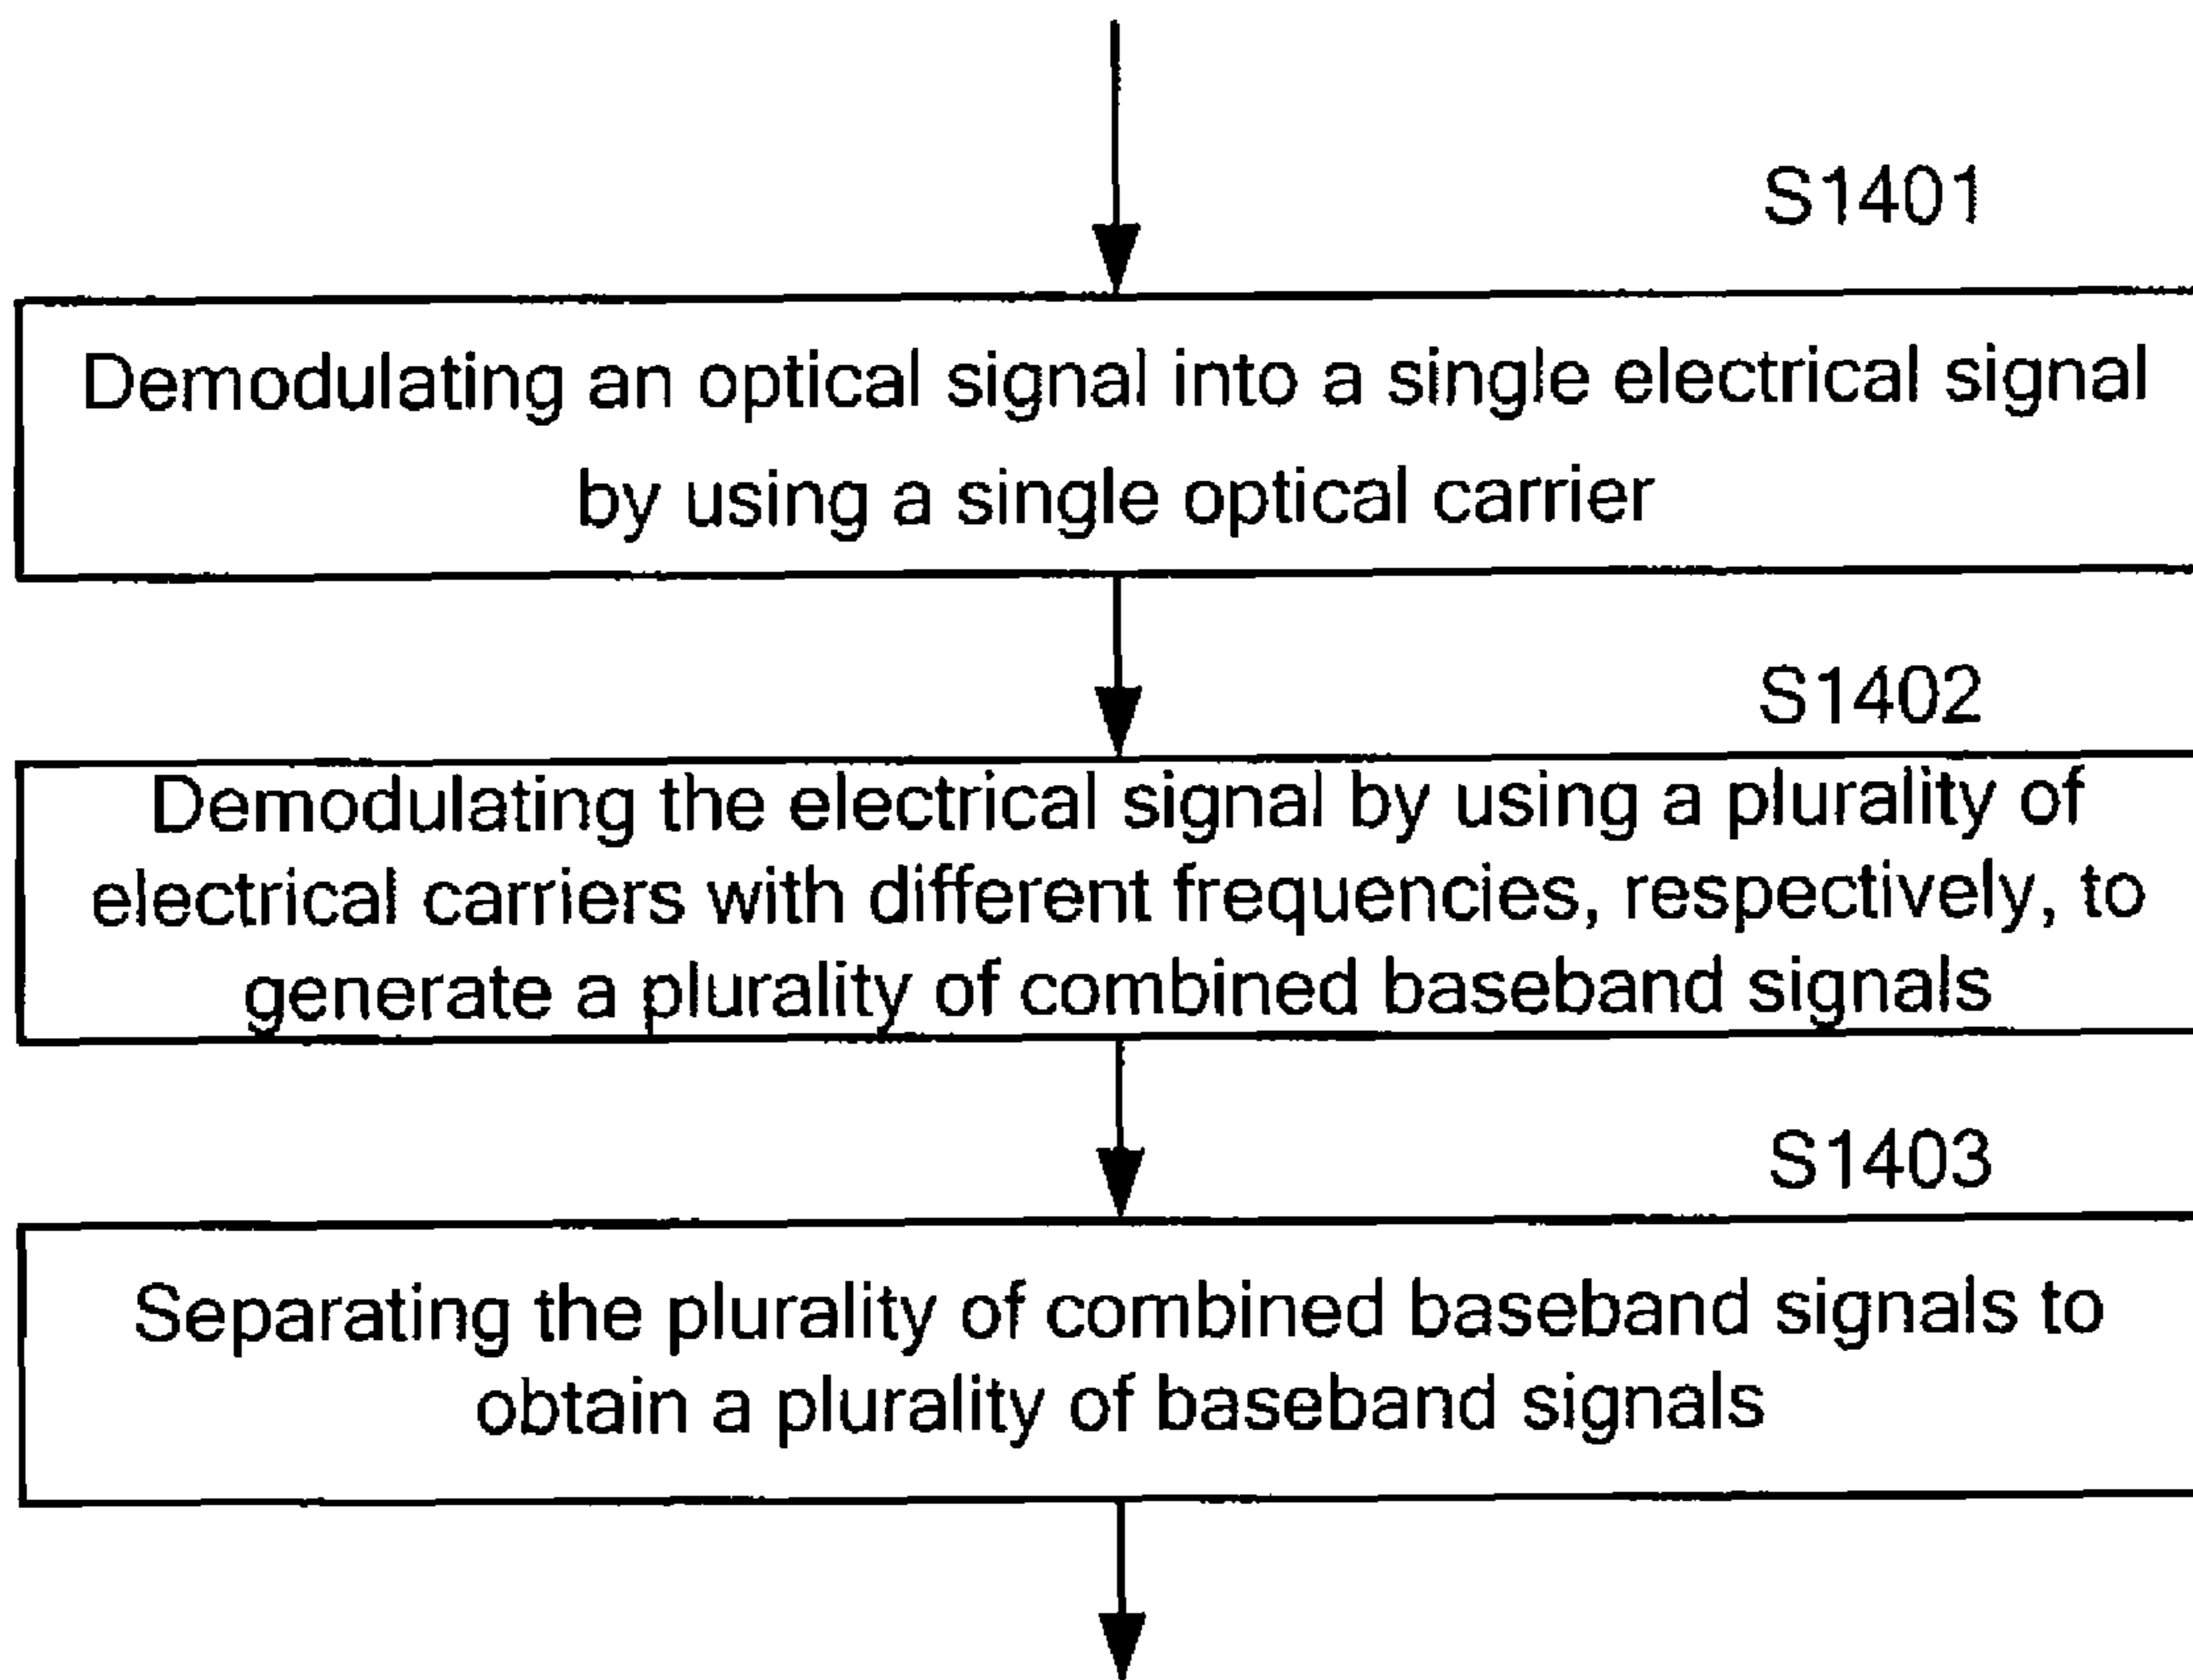 S1401
Demodulating an optical signal into a single electrical signal
by using a single optical carrier
S1402
Demodulating the electrical signal by using a plurality of
electrical carriers with different frequencies, respectively, to
generate a plurality of combined baseband signals
S1403
Separating the plurality of combined baseband signals to
obtain a plurality of baseband signals